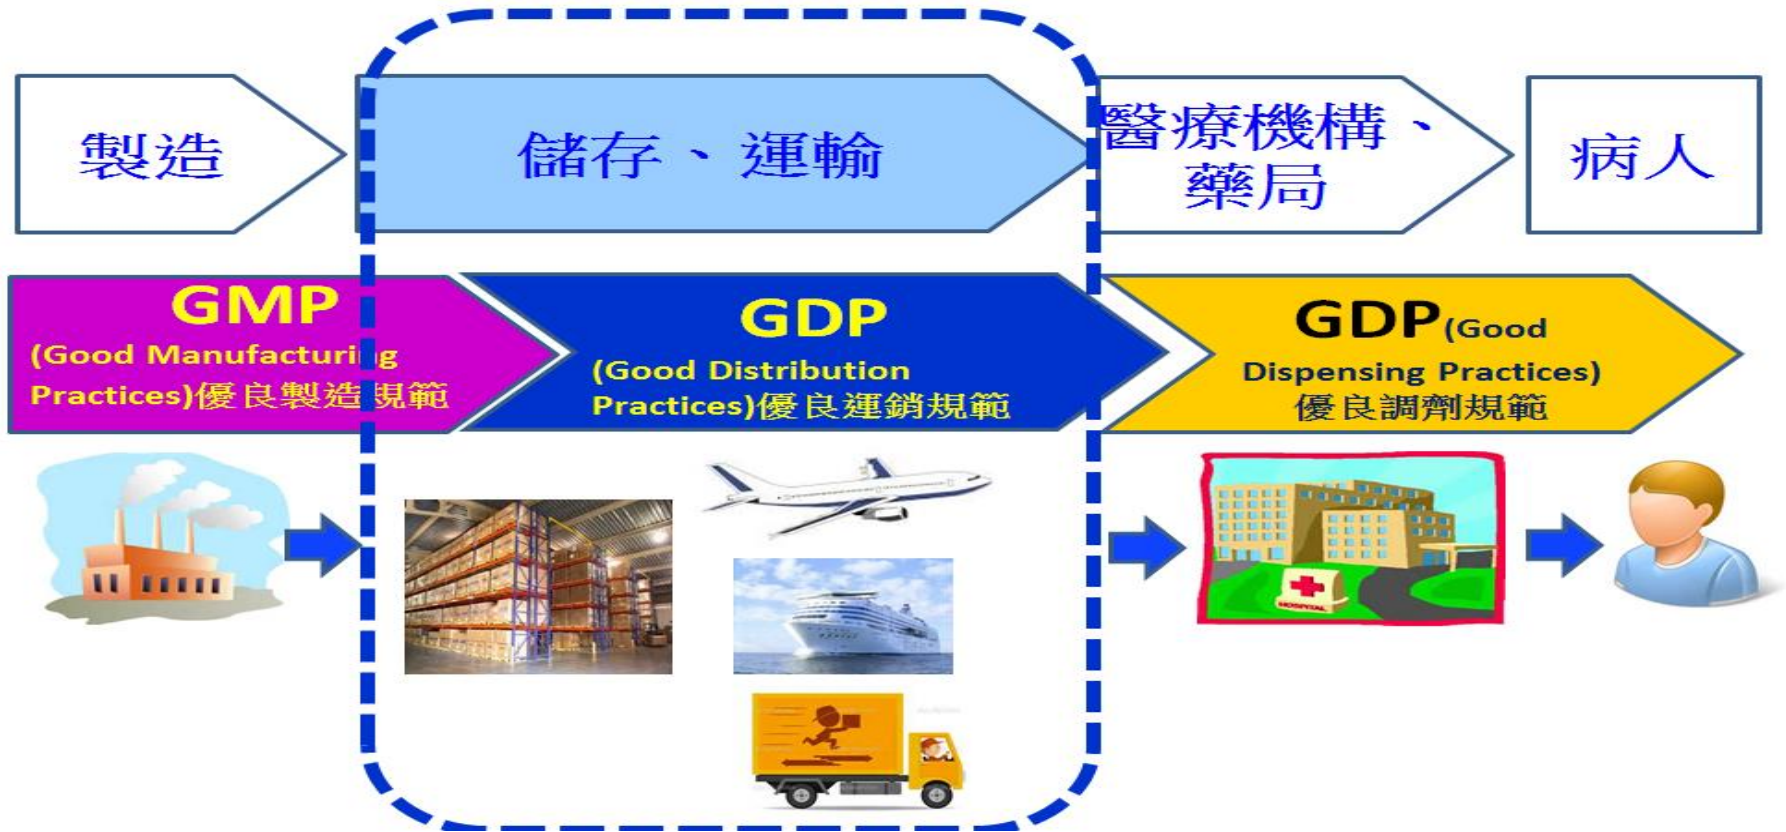 製造
儲存、運輸
醫療機構、
藥局
病人
GMP
(Good Manufacturing
Practices)優良製造規範
GDP
(Good Distribution
Practices)優良運銷規範
GDP(Good
Dispensing Practices)
優良調劑規範
HOSPITAL